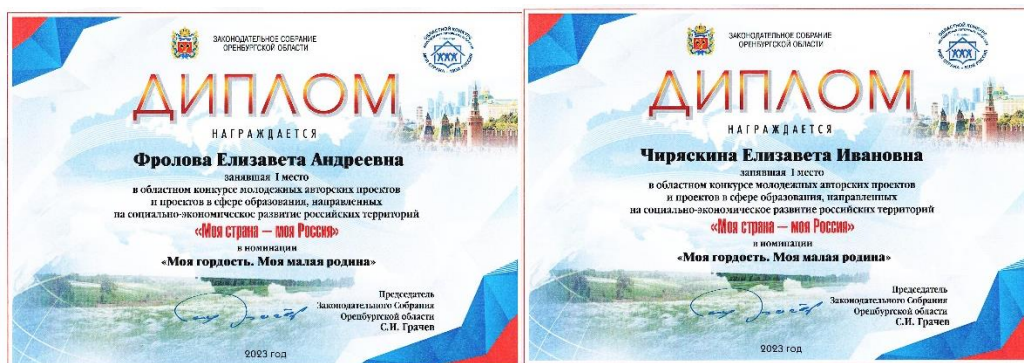 ЗАКОНОДАТЕЛЬНОЕ СОБРАНИЕ
ОРЕНБУРГСКОЙ ОБЛАСТИ
ДИПЛОМ
НАГРАЖДАЕТСЯ
Фролова Елизавета Андреевна
занявшая I место
в областном конкурсе молодежных авторских проектов
и проектов в сфере образования, направленных
на социально-экономическое развитие российских территорий
«Моя страна – моя Россия»
в номинации
«Моя гордость. Моя малая родина»
Председатель
Законодательного Собрания
Оренбургской области
С.И. Грачев
2023 год
ЗАКОНОДАТЕЛЬНОЕ СОБРАНИЕ
ОРЕНБУРГСКОЙ ОБЛАСТИ
ДИПЛОМ
НАГРАЖДАЕТСЯ
Чиряскина Елизавета Ивановна
занявшая I место
в областном конкурсе молодежных авторских проектов
и проектов в сфере образования, направленных
на социально-экономическое развитие российских территорий
«Моя страна – моя Россия»
в номинации
«Моя гордость. Моя малая родина»
Председатель
Законодательного Собрания
Оренбургской области
С.И. Грачев
2023 год